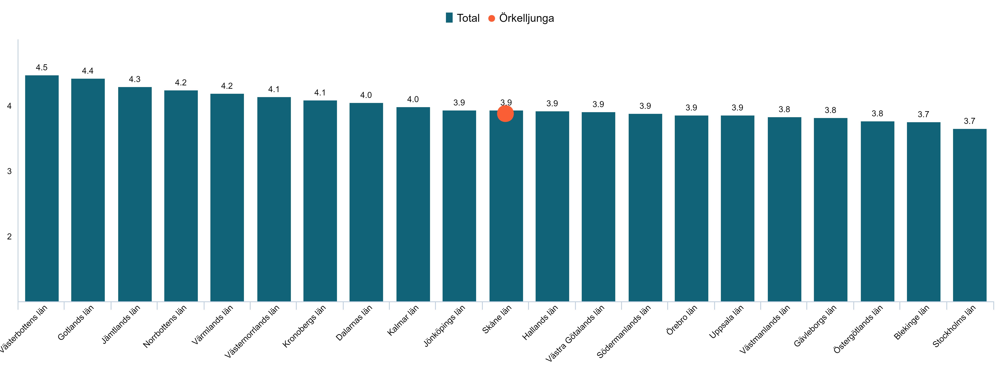 Total Örkelljunga
4.5 4.4 4.3 4.2 4.2 4.1 4.1 4.0 4.0 3.9 3.9 3.9 3.9 3.9 3.9 3.9 3.8 3.8 3.8 3.7 3.7
4
3
2
Västerbottens län
Gotlands län
Jämtlands län
Norrbottens län
Värmlands län
Västernorrlands län
Kronobergs län
Dalarnas län
Kalmar län
Jönköpings län
Skåne län
Hallands län
Västra Götalands län
Södermanlands län
Örebro län
Uppsala län
Västmanlands län
Gävleborgs län
Östergötlands län
Blekinge län
Stockholms län